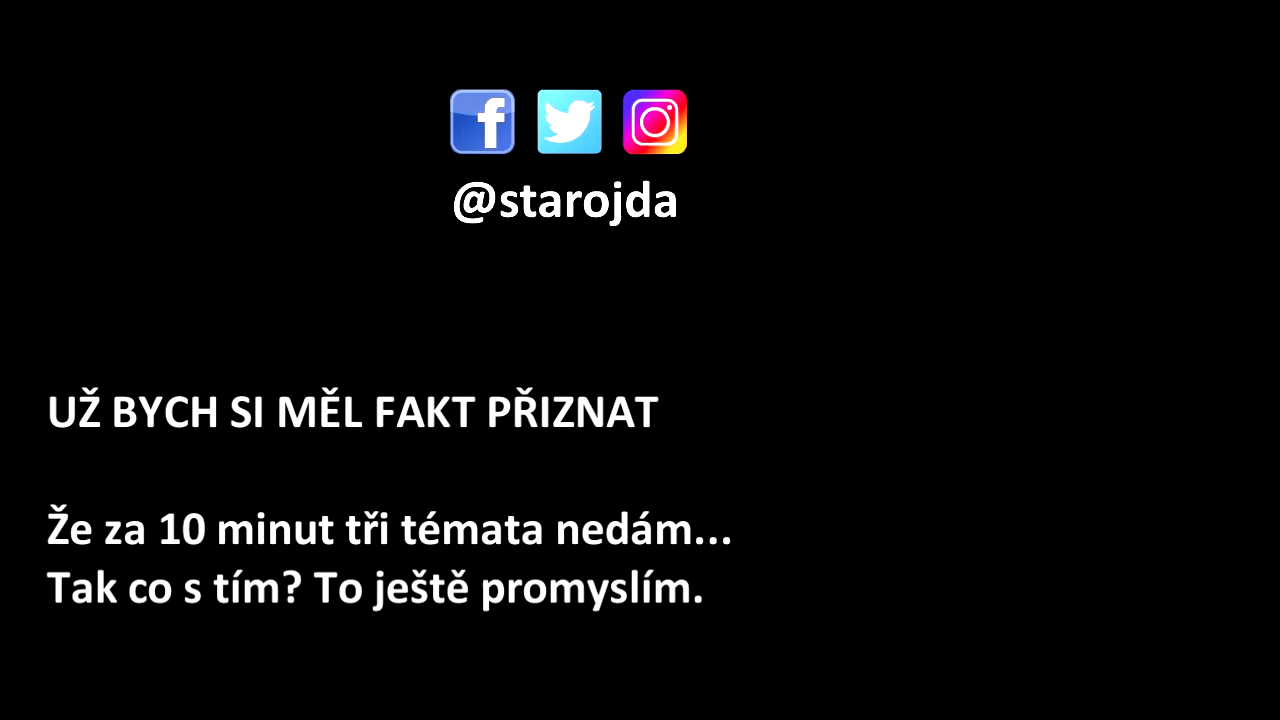 @starojda
UŽ BYCH SI MĚL FAKT PŘIZNAT
Že za 10 minut tři témata nedám...
Tak co s tím? To ještě promyslím.